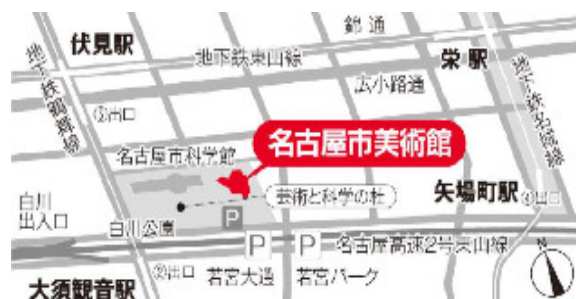 錦通
伏見駅
地下鉄東山線
栄駅
広小路通
地下鉄鶴舞線
地下鉄名城線
⑤出口
名古屋市科学館
名古屋市美術館
芸術と科学の杜
矢場町駅
④出口
白川
出入口
白川公園
P
P
P
名古屋高速2号東山線
N
②出口
若宮大通
若宮パーク
大須観音駅